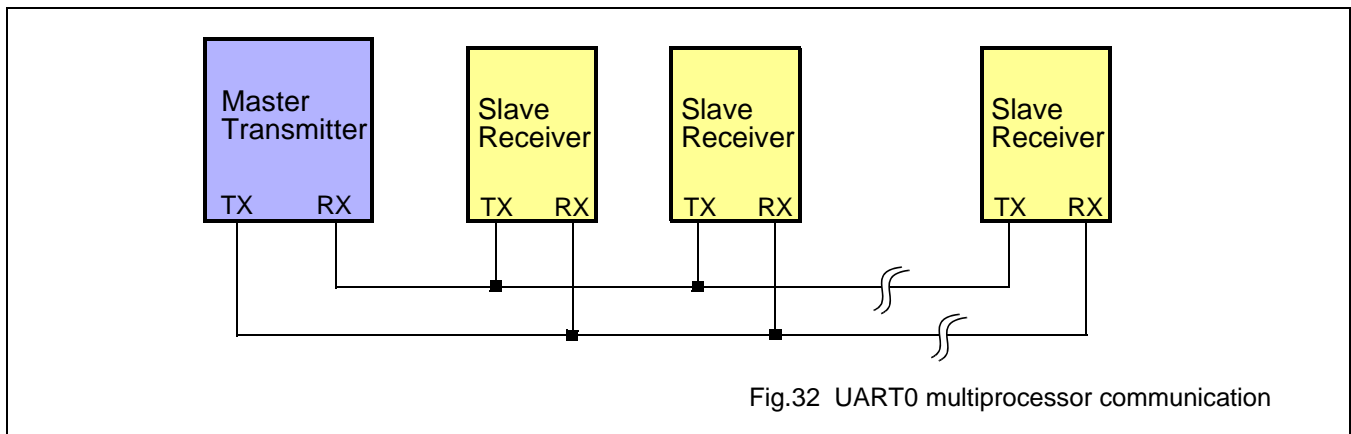 Master
Transmitter
TX RX
Slave
Receiver
TX RX
Slave
Receiver
TX RX
Slave
Receiver
TX RX
Fig.32 UART0 multiprocessor communication